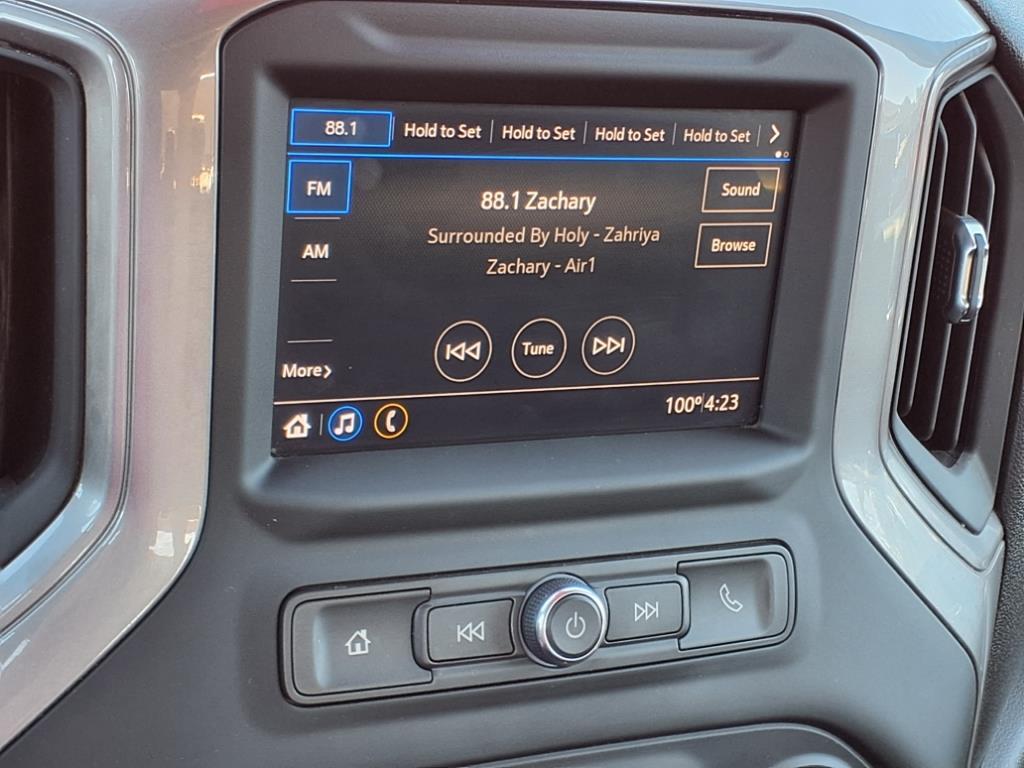 88.1 Hold to Set Hold to Set Hold to Set Hold to Set
FM
88.1 Zachary
Sound
Surrounded By Holy - Zahriya
AM
Browse
Zachary - Air1
Tune
More
100° 4:23